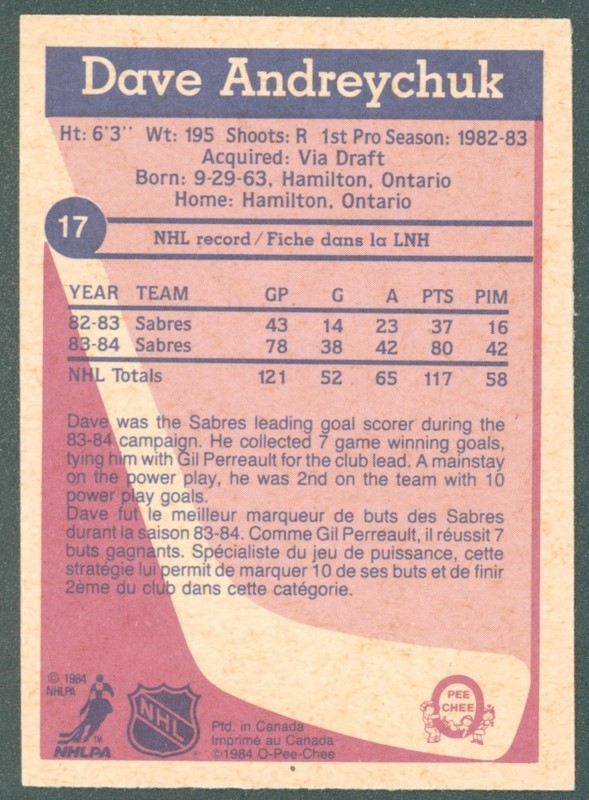 Dave Andreychuk
Ht: 6'3'' Wt: 195 Shoots: R 1st Pro Season: 1982-83
Acquired: Via Draft
Born: 9-29-63, Hamilton, Ontario
Home: Hamilton, Ontario
17
NHL record / Fiche dans la LNH
YEAR TEAM GP G A PTS PIM
82-83 Sabres 43 14 23 37 16
83-84 Sabres 78 38 42 80 42
NHL Totals 121 52 65 117 58
Dave was the Sabres leading goal scorer during the
83-84 campaign. He collected 7 game winning goals,
tying him with Gil Perreault for the club lead. A mainstay
on the power play, he was 2nd on the team with 10
power play goals.
Dave fut le meilleur marqueur de buts des Sabres
durant la saison 83-84. Comme Gil Perreault, il réussit 7
buts gagnants. Spécialiste du jeu de puissance, cette
stratégie lui permit de marquer 10 de ses buts et de finir
2ème du club dans cette catégorie.
© 1984
NHLPA
TM
NHLPA
NHL
Ptd. in Canada
Imprimé au Canada
©1984 O-Pee-Chee
PEE
CHEE